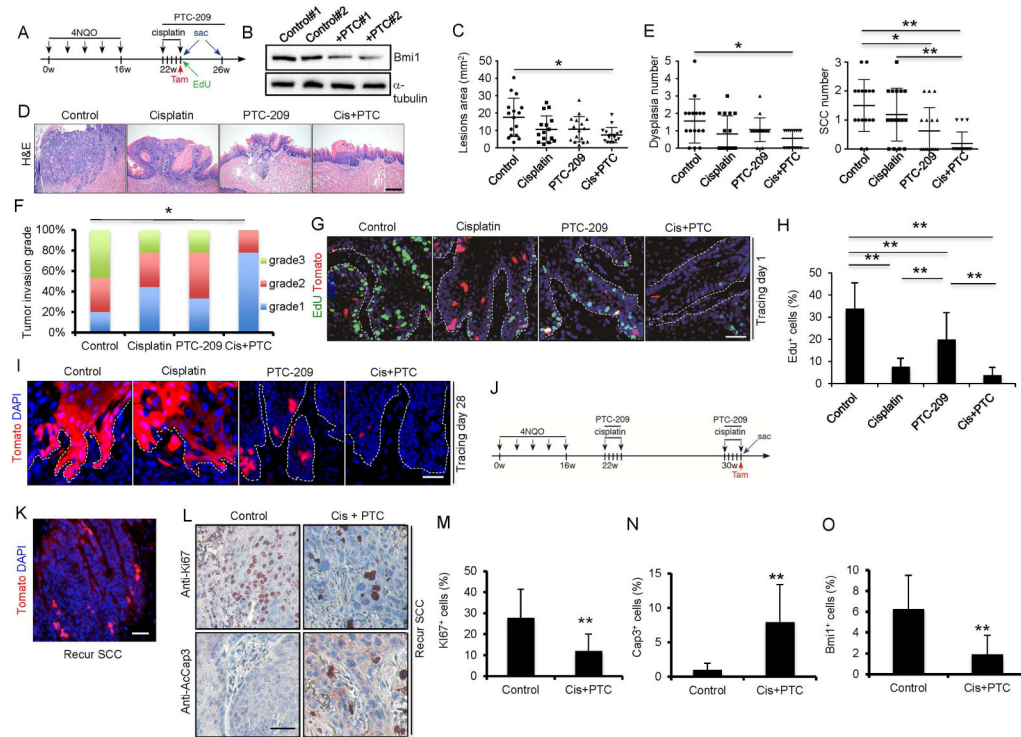 A
4NQO
PTC-209
cisplatin
sac
0w
16w
22w
26w
Tam
EdU
B
Control#1
Control#2
+PTC#1
+PTC#2
Bmi1
α-tubulin
C
Lesions area (mm²)
50
40
30
20
10
0
*
Control
Cisplatin
PTC-209
Cis+PTC
D
Control
Cisplatin
PTC-209
Cis+PTC
H&E
E
Dysplasia number
6
5
4
3
2
1
0
*
Control
Cisplatin
PTC-209
Cis+PTC
SCC number
4
3
2
1
0
**
*
**
Control
Cisplatin
PTC-209
Cis+PTC
F
Tumor invasion grade
100%
80%
60%
40%
20%
0%
*
grade3
grade2
grade1
Control
Cisplatin
PTC-209
Cis+PTC
G
Control
Cisplatin
PTC-209
Cis+PTC
EdU Tomato
Tracing day 1
H
Edu⁺ cells (%)
50
40
30
20
10
0
**
**
**
**
**
Control
Cisplatin
PTC-209
Cis+PTC
I
Control
Cisplatin
PTC-209
Cis+PTC
Tomato DAPI
Tracing day 28
J
4NQO
PTC-209
cisplatin
PTC-209
cisplatin
sac
0w
16w
22w
30w
Tam
K
Tomato DAPI
Recur SCC
L
Control
Cis + PTC
Anti-Ki67
Anti-AcCap3
Recur SCC
M
KI67⁺ cells (%)
50
40
30
20
10
0
**
Control
Cis+PTC
N
Cap3⁺ cells (%)
15
10
5
0
**
Control
Cis+PTC
O
Bmi1⁺ cells (%)
10
8
6
4
2
0
**
Control
Cis+PTC